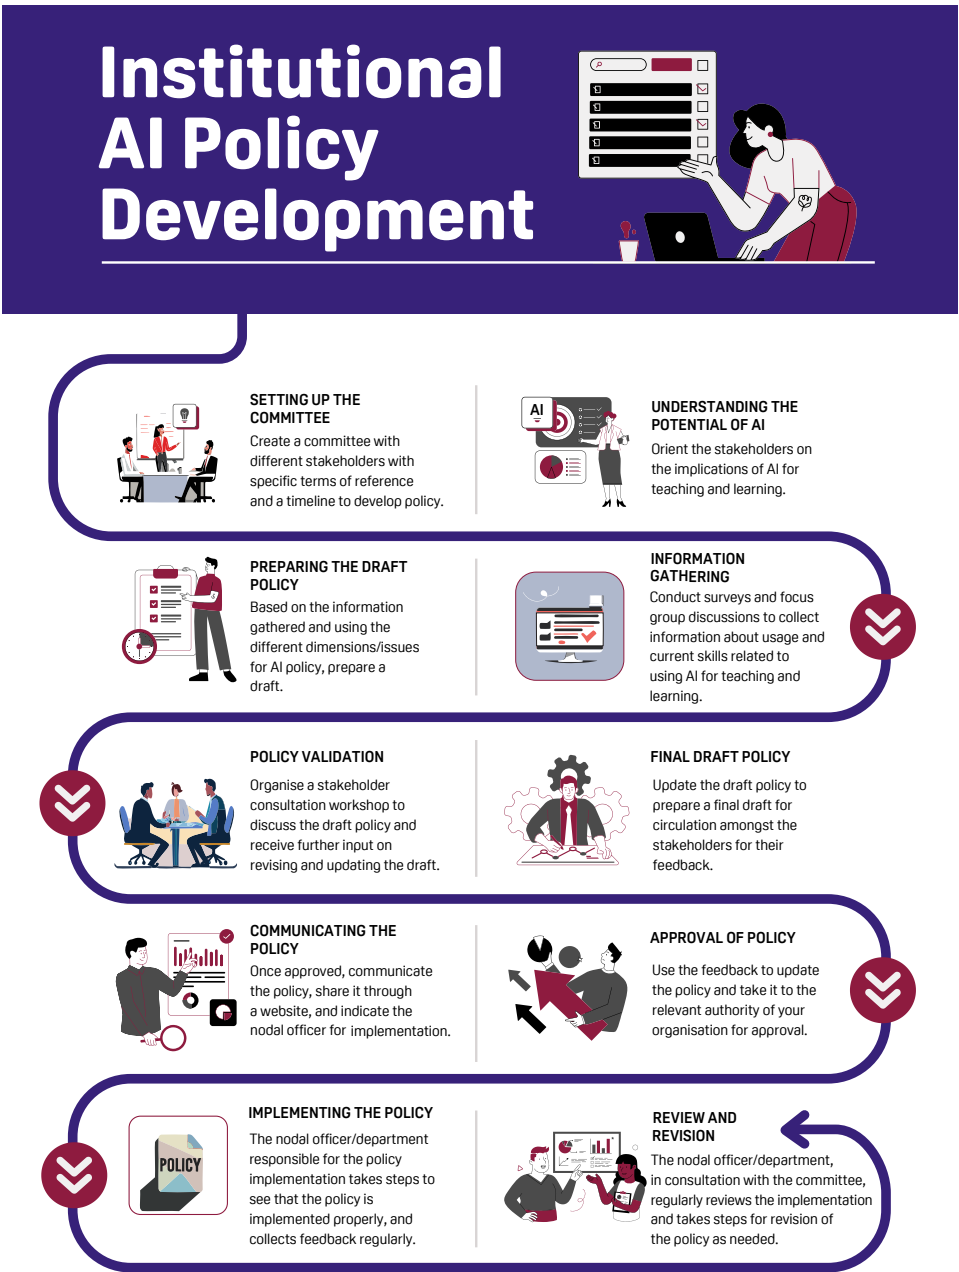 Institutional
AI Policy
Development
SETTING UP THE
COMMITTEE
Create a committee with
different stakeholders with
specific terms of reference
and a timeline to develop policy.
AI
UNDERSTANDING THE
POTENTIAL OF AI
Orient the stakeholders on
the implications of AI for
teaching and learning.
INFORMATION
GATHERING
Conduct surveys and focus
group discussions to collect
information about usage and
current skills related to
using AI for teaching and
learning.
PREPARING THE DRAFT
POLICY
Based on the information
gathered and using the
different dimensions/issues
for AI policy, prepare a
draft.
POLICY VALIDATION
Organise a stakeholder
consultation workshop to
discuss the draft policy and
receive further input on
revising and updating the draft.
FINAL DRAFT POLICY
Update the draft policy to
prepare a final draft for
circulation amongst the
stakeholders for their
feedback.
APPROVAL OF POLICY
Use the feedback to update
the policy and take it to the
relevant authority of your
organisation for approval.
COMMUNICATING THE
POLICY
Once approved, communicate
the policy, share it through
a website, and indicate the
nodal officer for implementation.
POLICY
IMPLEMENTING THE POLICY
The nodal officer/department
responsible for the policy
implementation takes steps to
see that the policy is
implemented properly, and
collects feedback regularly.
REVIEW AND
REVISION
The nodal officer/department,
in consultation with the committee,
regularly reviews the implementation
and takes steps for revision of
the policy as needed.